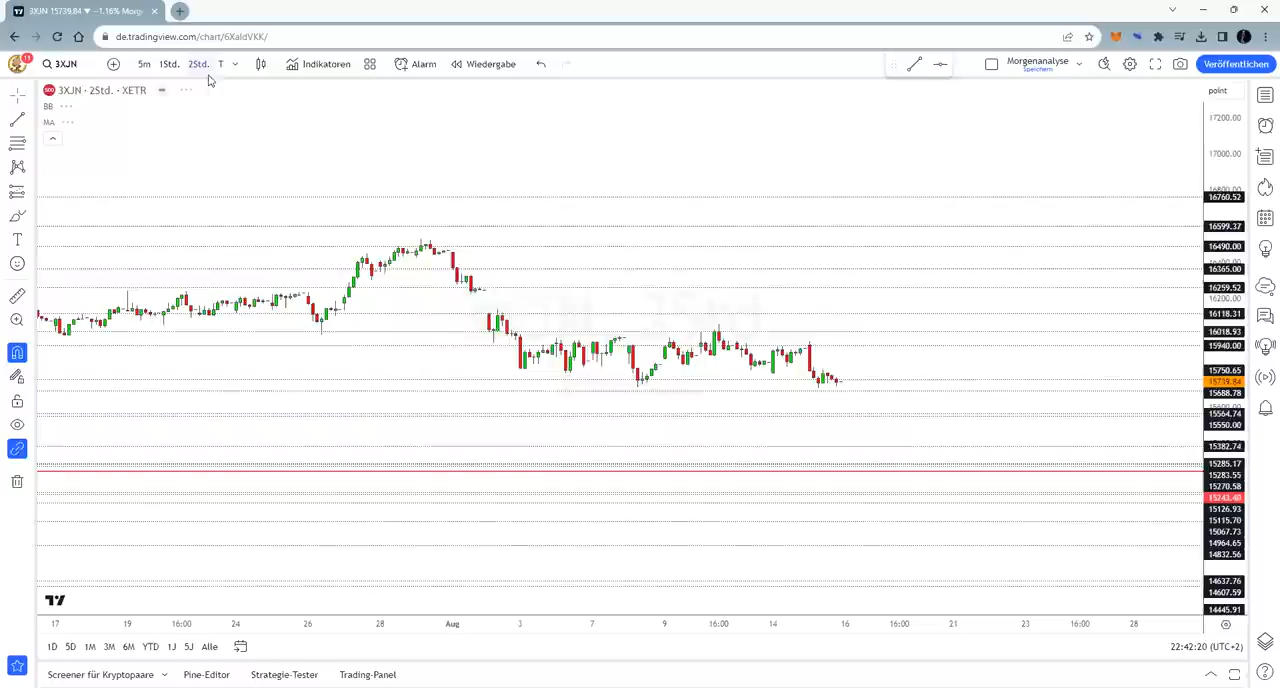 3XJN 15739.84 ▼ −1.16% Morge
de.tradingview.com/chart/6XaldVKK/
11
3XJN
5m 1Std. 2Std. T
Indikatoren
Alarm
Wiedergabe
Morgenanalyse
Speichern
Veröffentlichen
3XJN · 2Std. · XETR
point
BB
MA
17200.00
17000.00
16800.00
16760.52
16599.37
16490.00
16365.00
16259.52
16200.00
16118.31
16018.93
15940.00
15750.65
15739.84
15688.78
15600.00
15564.74
15550.00
15382.74
15285.17
15283.55
15270.58
15243.40
15126.93
15115.70
15067.73
14964.65
14832.56
14637.76
14607.59
14445.91
17 19 16:00 24 26 28 Aug 3 7 9 16:00 14 16 16:00 21 23 16:00 28
1D 5D 1M 3M 6M YTD 1J 5J Alle
22:42:20 (UTC+2)
Screener für Kryptopaare Pine-Editor Strategie-Tester Trading-Panel